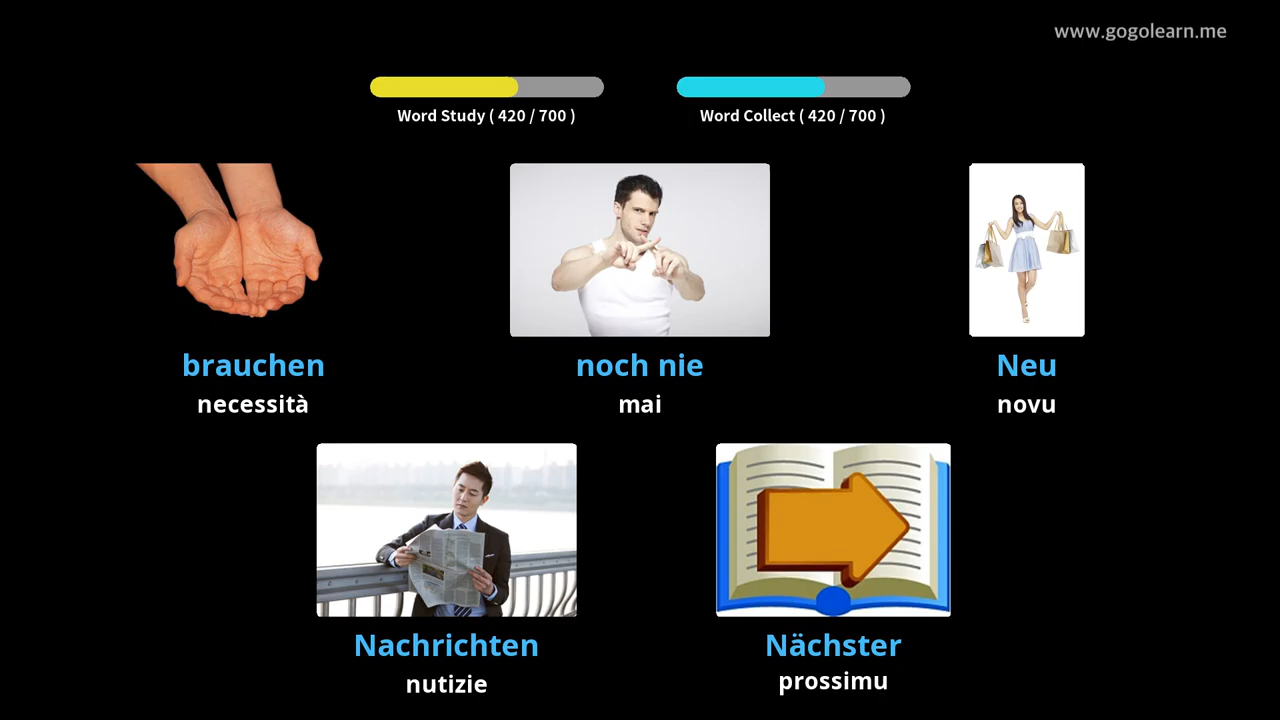 www.gogolearn.me
Word Study ( 420 / 700 )
Word Collect ( 420 / 700 )
brauchen
necessità
noch nie
mai
Neu
novu
Nachrichten
nutizie
Nächster
prossimu